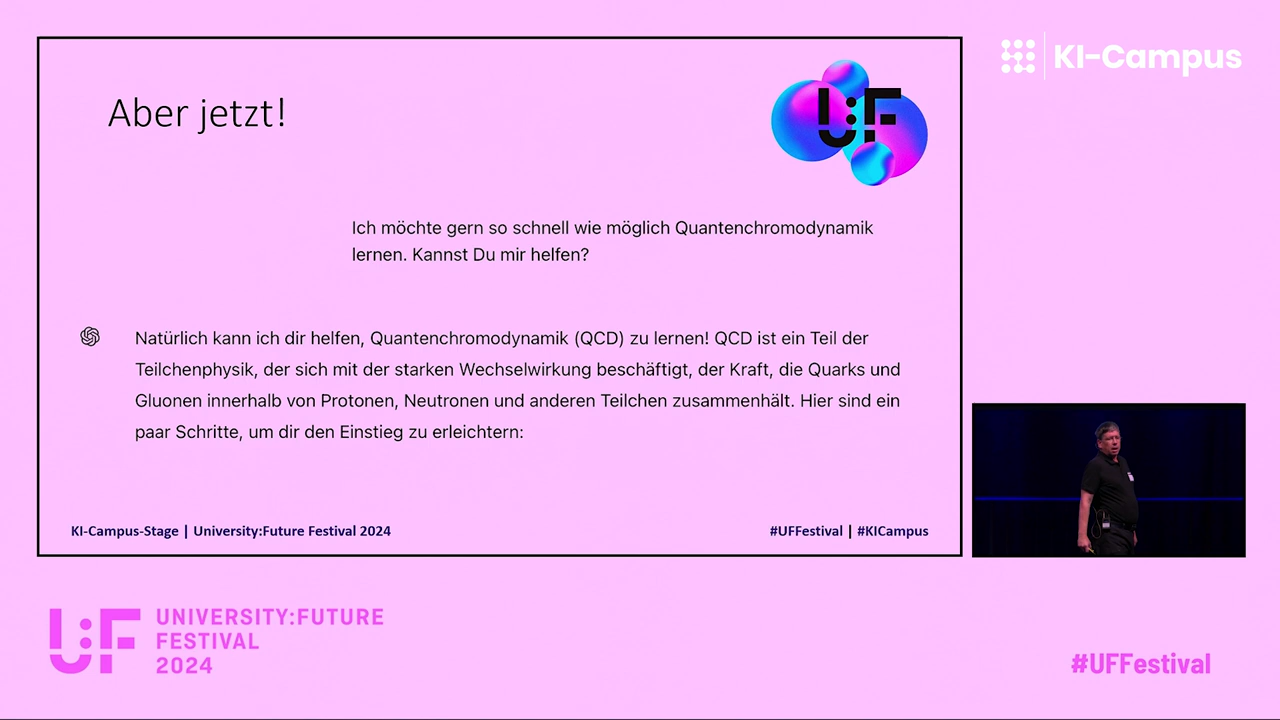 KI-Campus
Aber jetzt!
U:F
Ich möchte gern so schnell wie möglich Quantenchromodynamik
lernen. Kannst Du mir helfen?
Natürlich kann ich dir helfen, Quantenchromodynamik (QCD) zu lernen! QCD ist ein Teil der
Teilchenphysik, der sich mit der starken Wechselwirkung beschäftigt, der Kraft, die Quarks und
Gluonen innerhalb von Protonen, Neutronen und anderen Teilchen zusammenhält. Hier sind ein
paar Schritte, um dir den Einstieg zu erleichtern:
KI-Campus-Stage | University:Future Festival 2024
#UFFestival | #KICampus
U:F
UNIVERSITY:FUTURE
FESTIVAL
2024
#UFFestival